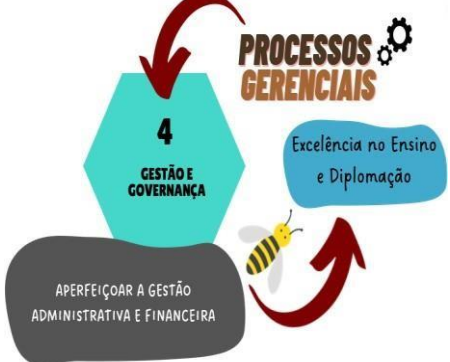 PROCESSOS
GERENCIAIS
4
GESTÃO E
GOVERNANÇA
Excelência no Ensino
e Diplomação
APERFEIÇOAR A GESTÃO
ADMINISTRATIVA E FINANCEIRA